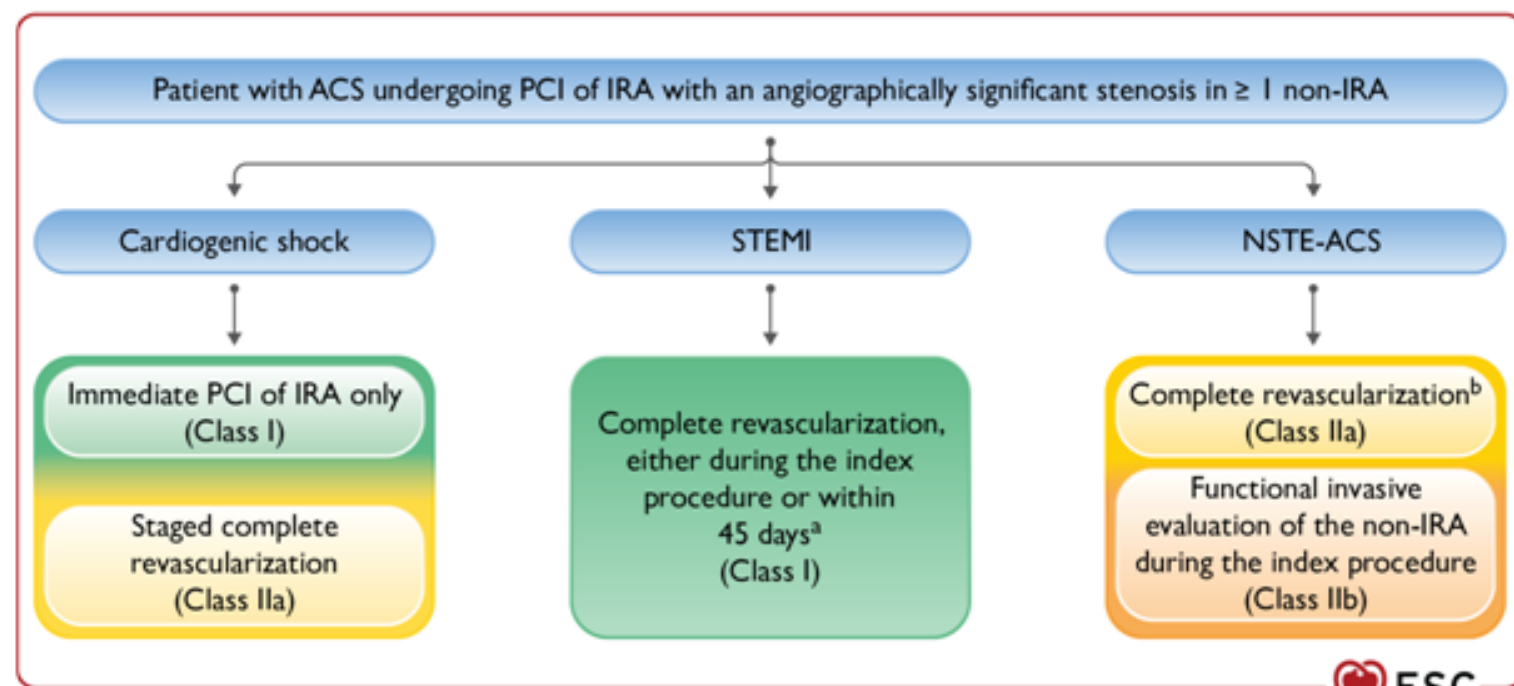 Patient with ACS undergoing PCI of IRA with an angiographically significant stenosis in ≥ 1 non-IRA
Cardiogenic shock
STEMI
NSTE-ACS
Immediate PCI of IRA only
(Class I)
Staged complete
revascularization
(Class IIa)
Complete revascularization,
either during the index
procedure or within
45 daysᵃ
(Class I)
Complete revascularizationᵇ
(Class IIa)
Functional invasive
evaluation of the non-IRA
during the index procedure
(Class IIb)
ESC